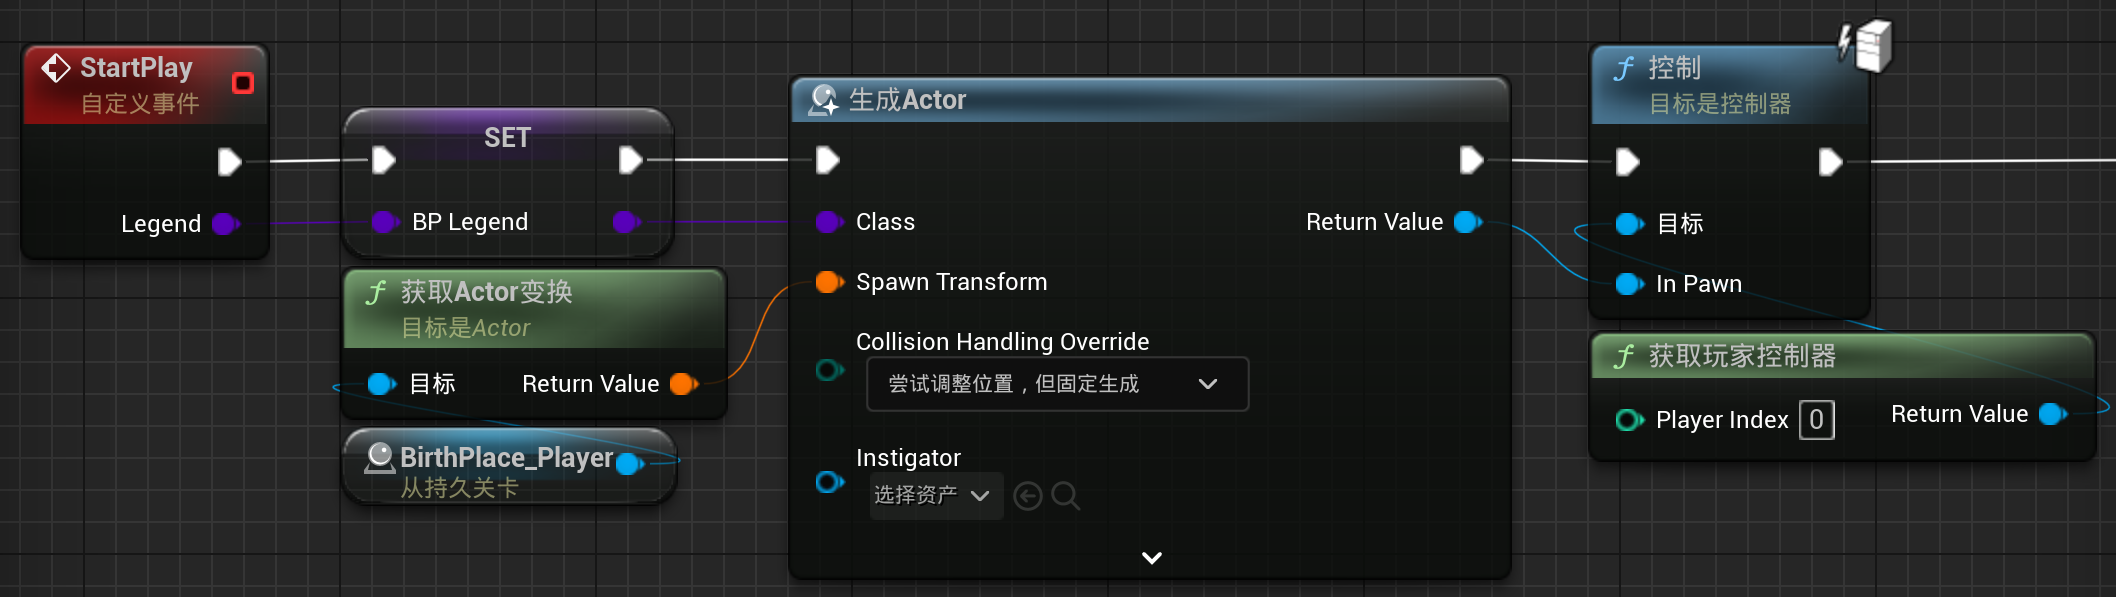 StartPlay
自定义事件
Legend
SET
BP Legend
获取Actor变换
目标是Actor
目标
Return Value
BirthPlace_Player
从持久关卡
生成Actor
Class
Return Value
Spawn Transform
Collision Handling Override
尝试调整位置，但固定生成
Instigator
选择资产
控制
目标是控制器
目标
In Pawn
获取玩家控制器
Player Index 0
Return Value